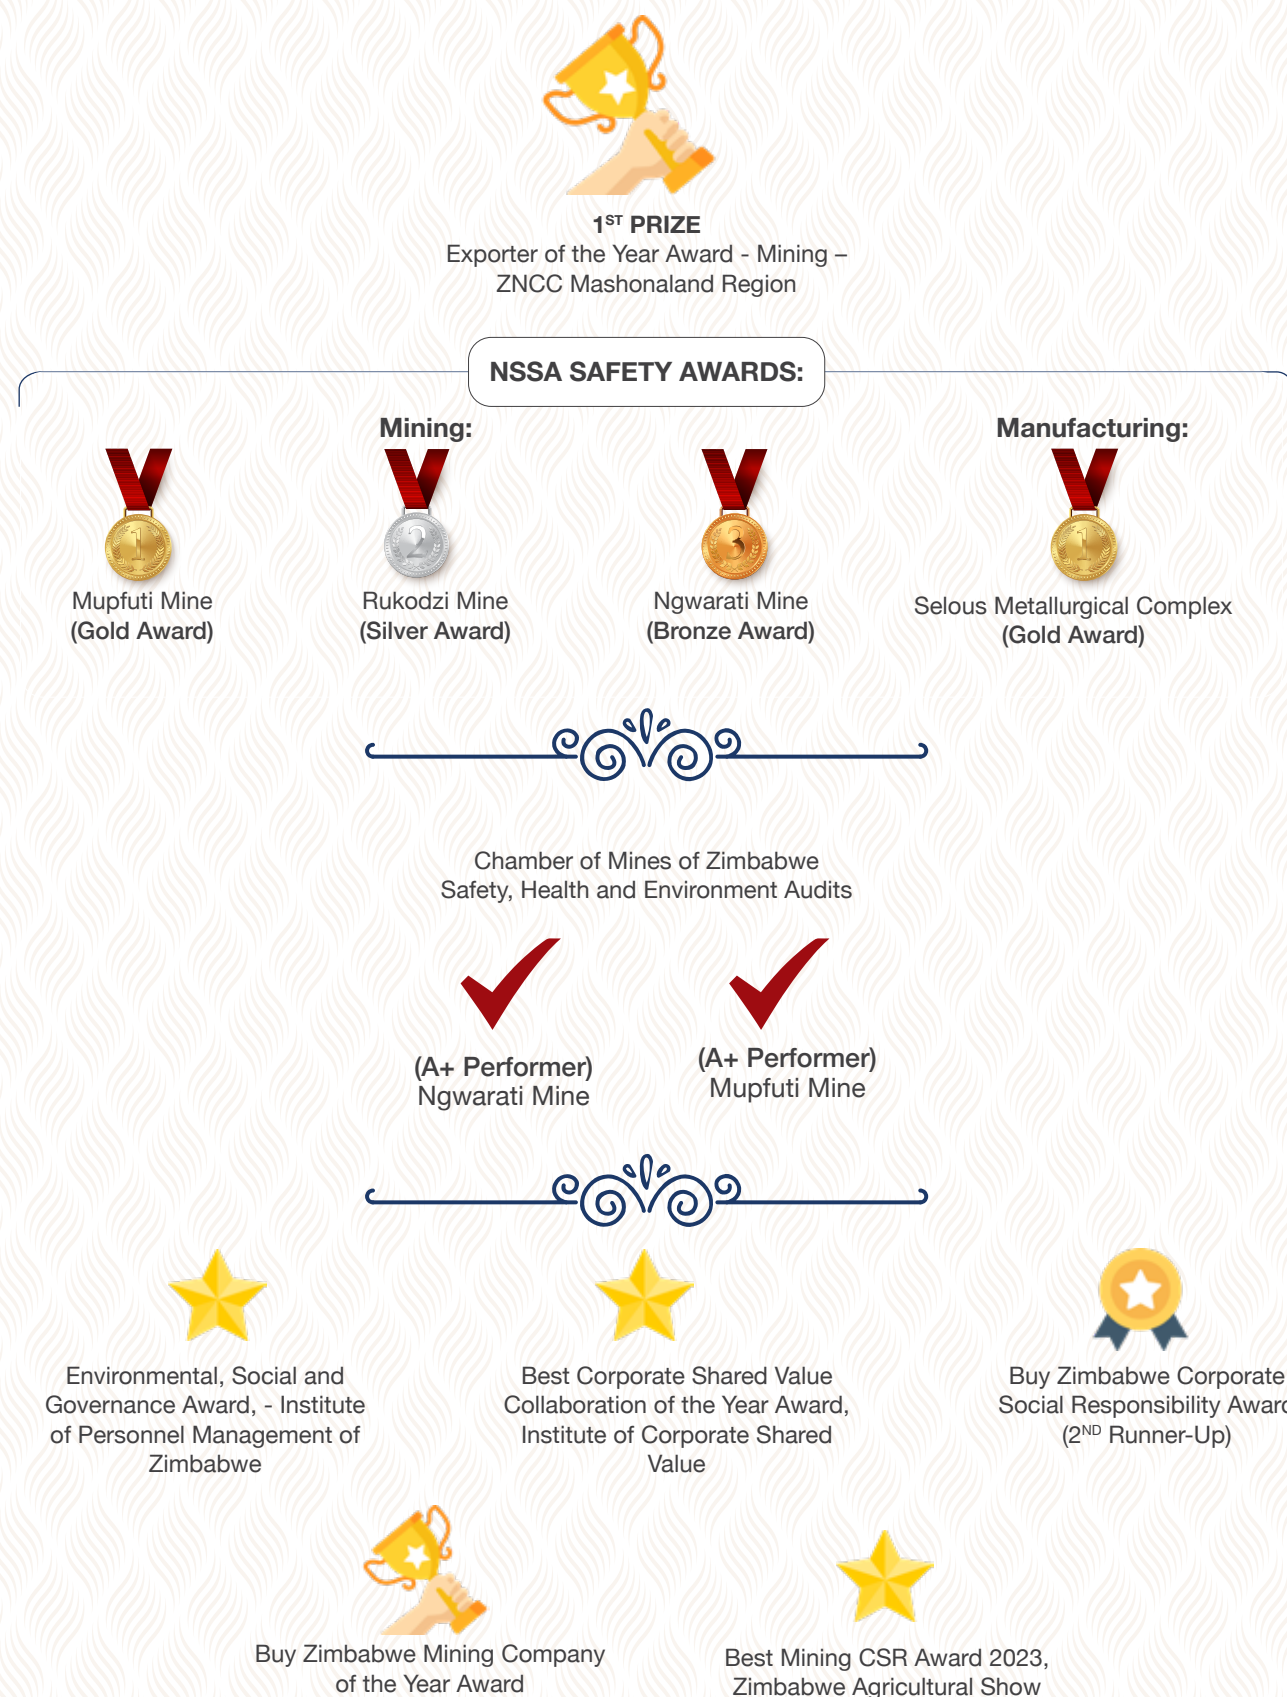 1ST PRIZE
Exporter of the Year Award - Mining –
ZNCC Mashonaland Region
NSSA SAFETY AWARDS:
Mining:
Manufacturing:
1
2
3
1
Mupfuti Mine
(Gold Award)
Rukodzi Mine
(Silver Award)
Ngwarati Mine
(Bronze Award)
Selous Metallurgical Complex
(Gold Award)
Chamber of Mines of Zimbabwe
Safety, Health and Environment Audits
(A+ Performer)
Ngwarati Mine
(A+ Performer)
Mupfuti Mine
Environmental, Social and
Governance Award, - Institute
of Personnel Management of
Zimbabwe
Best Corporate Shared Value
Collaboration of the Year Award,
Institute of Corporate Shared
Value
Buy Zimbabwe Corporate
Social Responsibility Award
(2ND Runner-Up)
Buy Zimbabwe Mining Company
of the Year Award
Best Mining CSR Award 2023,
Zimbabwe Agricultural Show